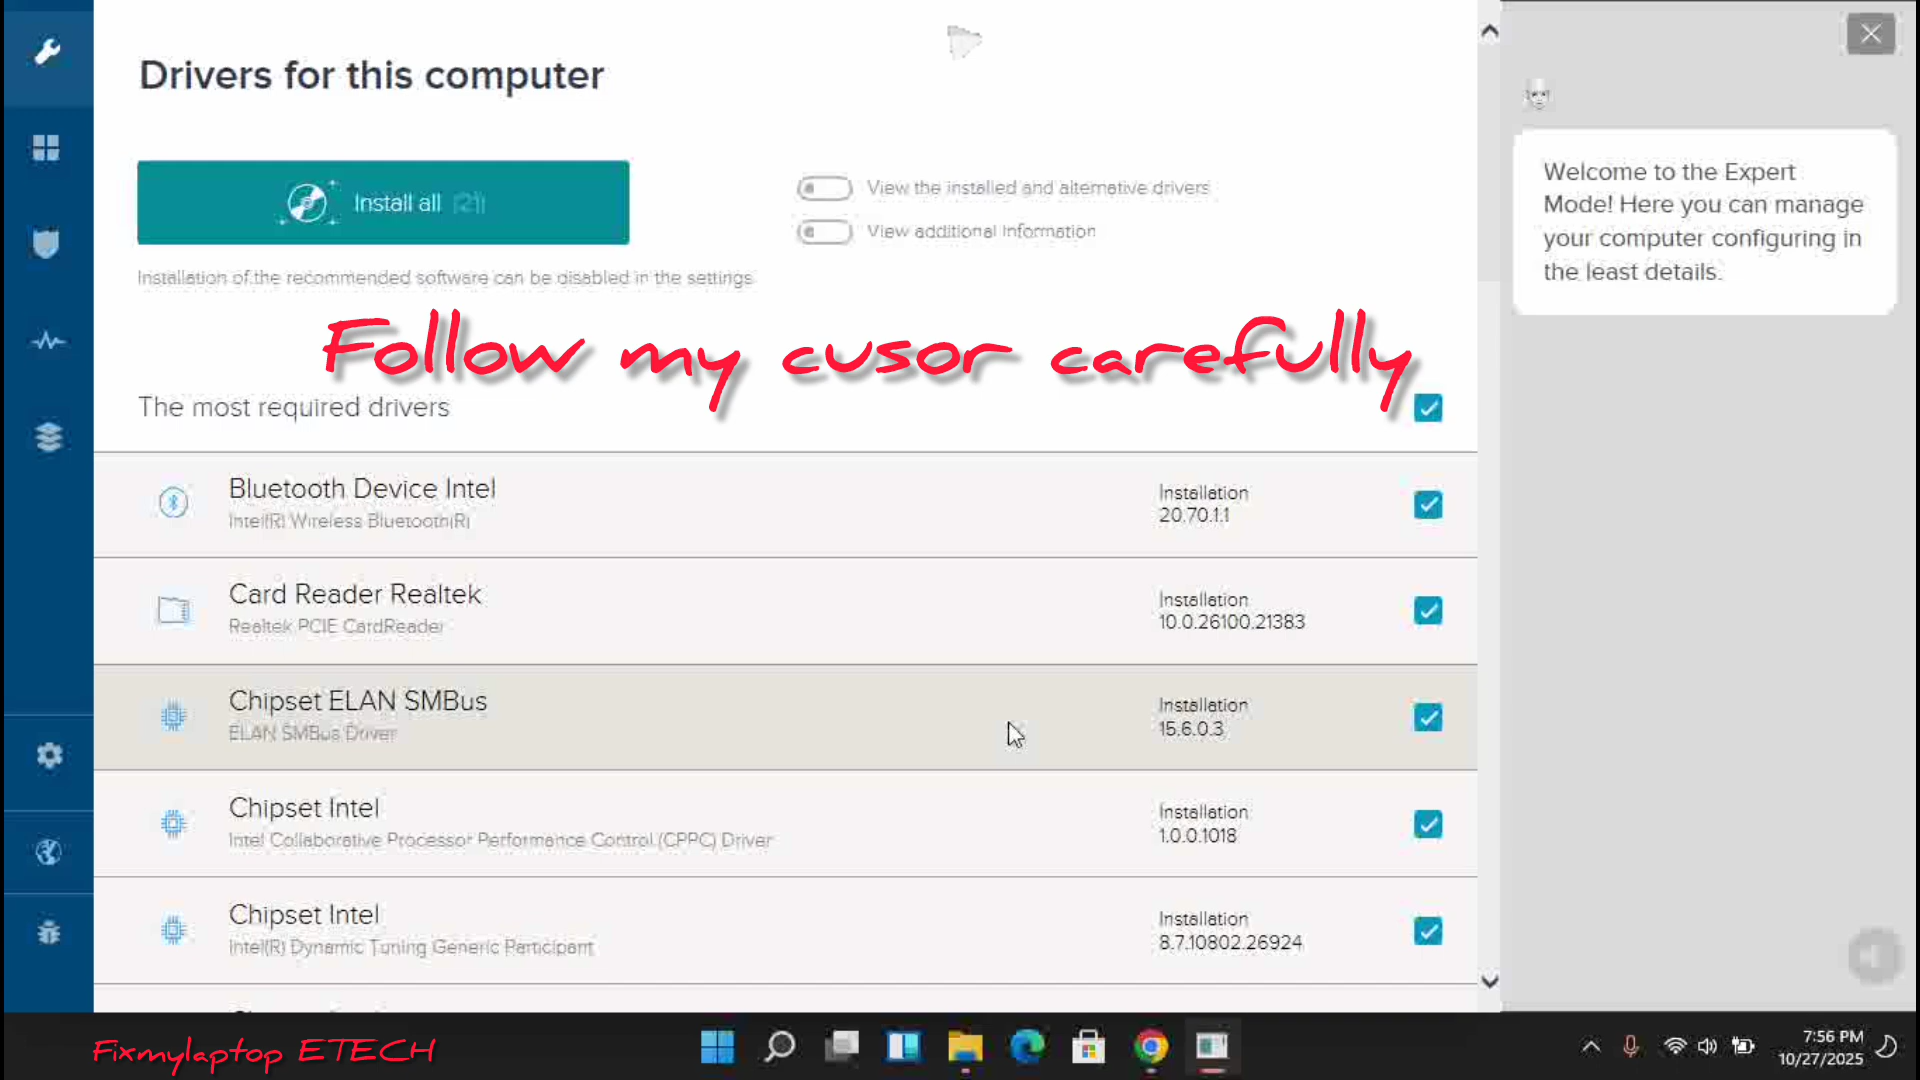 Drivers for this computer
Install all (21)
View the installed and alternative drivers
View additional information
Installation of the recommended software can be disabled in the settings
Follow my cusor carefully
The most required drivers
Bluetooth Device Intel
Intel(R) Wireless Bluetooth(R)
Installation
20.70.1.1
Card Reader Realtek
Realtek PCIE CardReader
Installation
10.0.26100.21383
Chipset ELAN SMBus
ELAN SMBus Driver
Installation
15.6.0.3
Chipset Intel
Intel Collaborative Processor Performance Control (CPPC) Driver
Installation
1.0.0.1018
Chipset Intel
Intel(R) Dynamic Tuning Generic Participant
Installation
8.7.10802.26924
Welcome to the Expert
Mode! Here you can manage
your computer configuring in
the least details.
Fixmylaptop ETECH
7:56 PM
10/27/2025